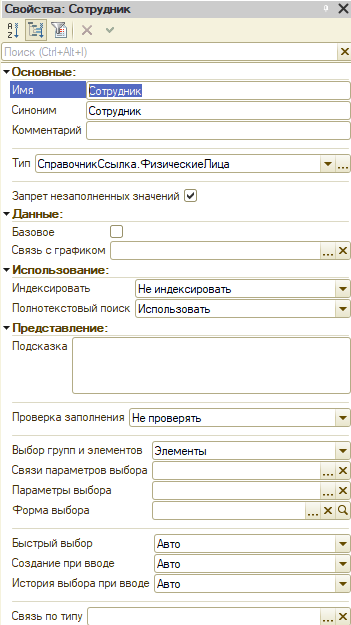 Свойства: Сотрудник
Поиск (Ctrl+Alt+I)
Основные:
Имя Сотрудник
Синоним Сотрудник
Комментарий
Тип СправочникСсылка.ФизическиеЛица
Запрет незаполненных значений
Данные:
Базовое
Связь с графиком
Использование:
Индексировать Не индексировать
Полнотекстовый поиск Использовать
Представление:
Подсказка
Проверка заполнения Не проверять
Выбор групп и элементов Элементы
Связи параметров выбора
Параметры выбора
Форма выбора
Быстрый выбор Авто
Создание при вводе Авто
История выбора при вводе Авто
Связь по типу